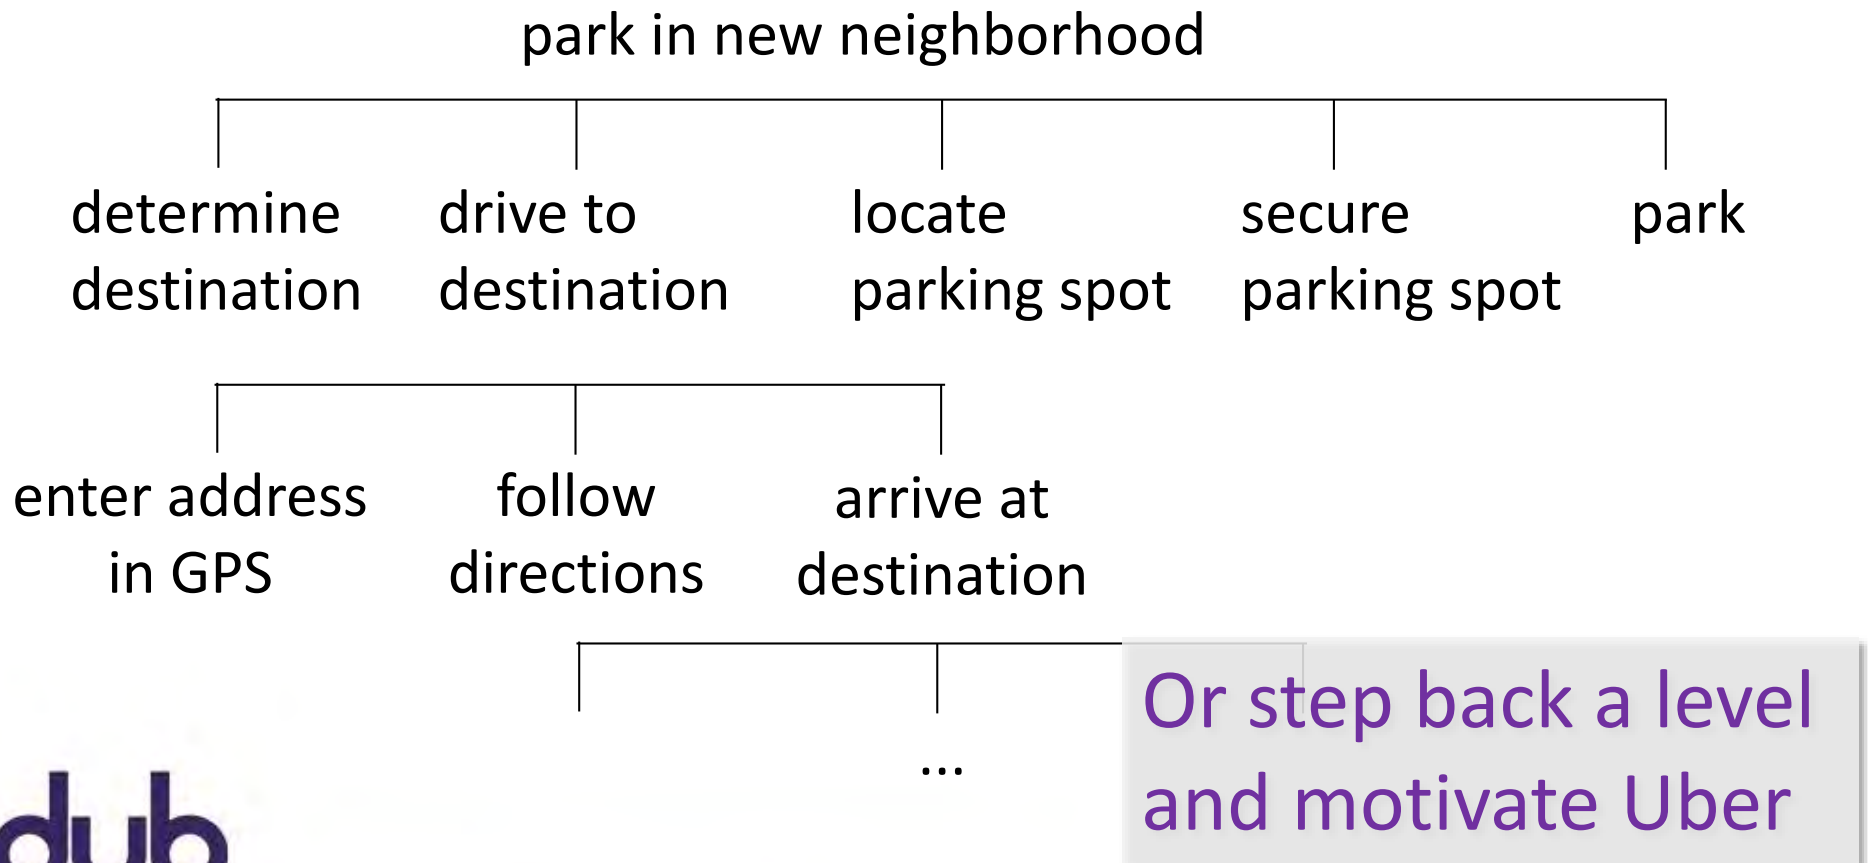 park in new neighborhood
determine
destination
drive to
destination
locate
parking spot
secure
parking spot
park
enter address
in GPS
follow
directions
arrive at
destination
...
Or step back a level
and motivate Uber
dub